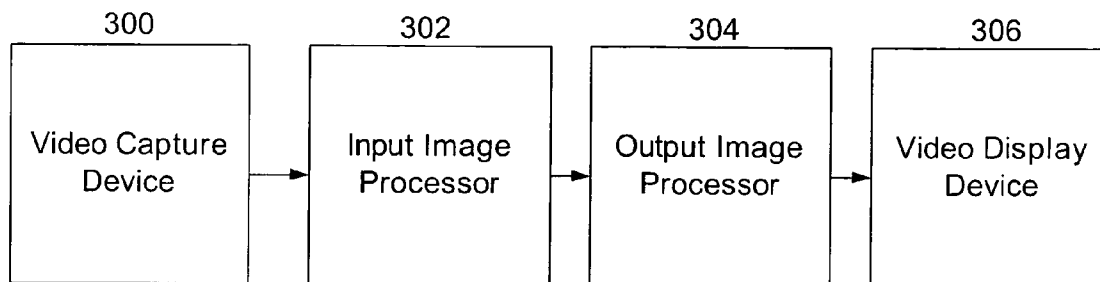 300
302
304
306
Video Capture
Device
Input Image
Processor
Output Image
Processor
Video Display
Device